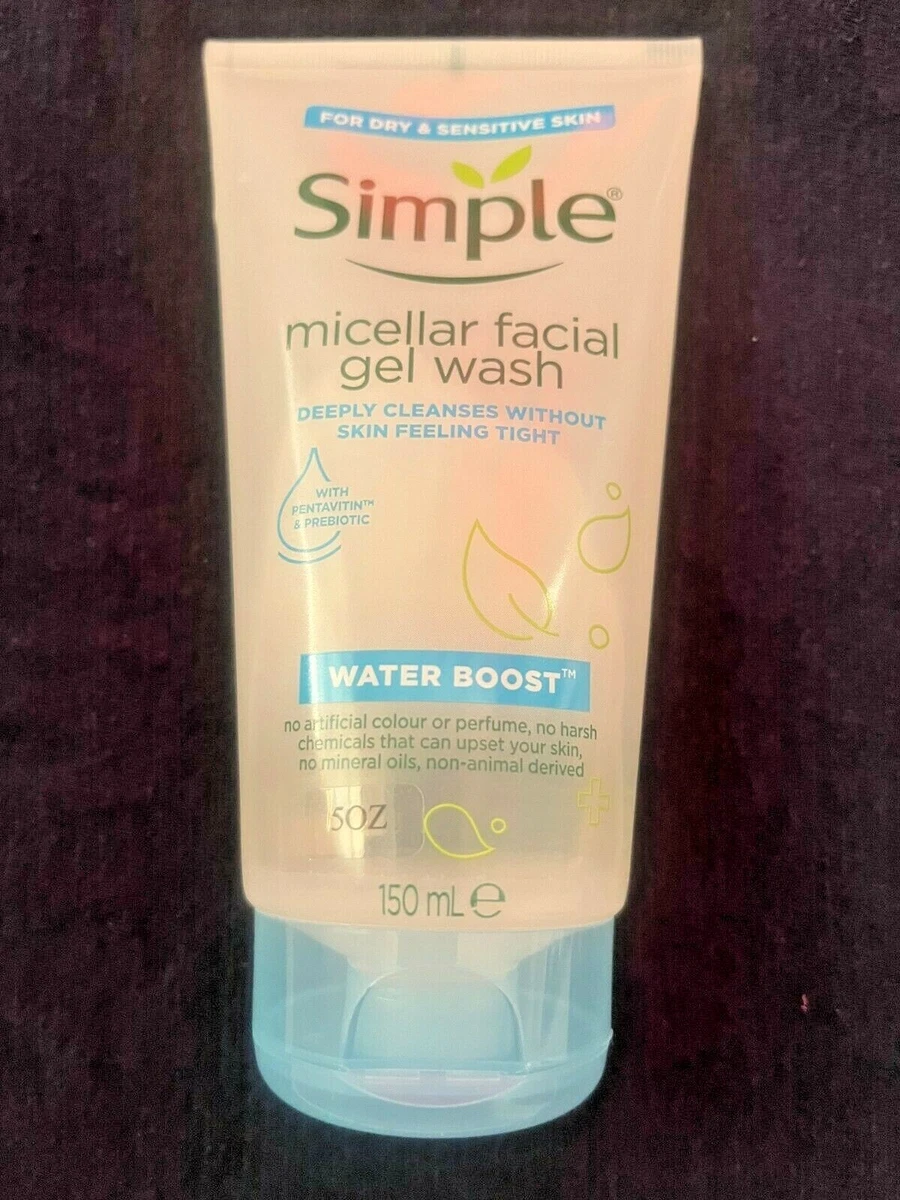 FOR DRY & SENSITIVE SKIN
Simple®
micellar facial
gel wash
DEEPLY CLEANSES WITHOUT
SKIN FEELING TIGHT
WITH
PENTAVITIN™
& PREBIOTIC
WATER BOOST™
no artificial colour or perfume, no harsh
chemicals that can upset your skin,
no mineral oils, non-animal derived
5OZ
150 mL ℮